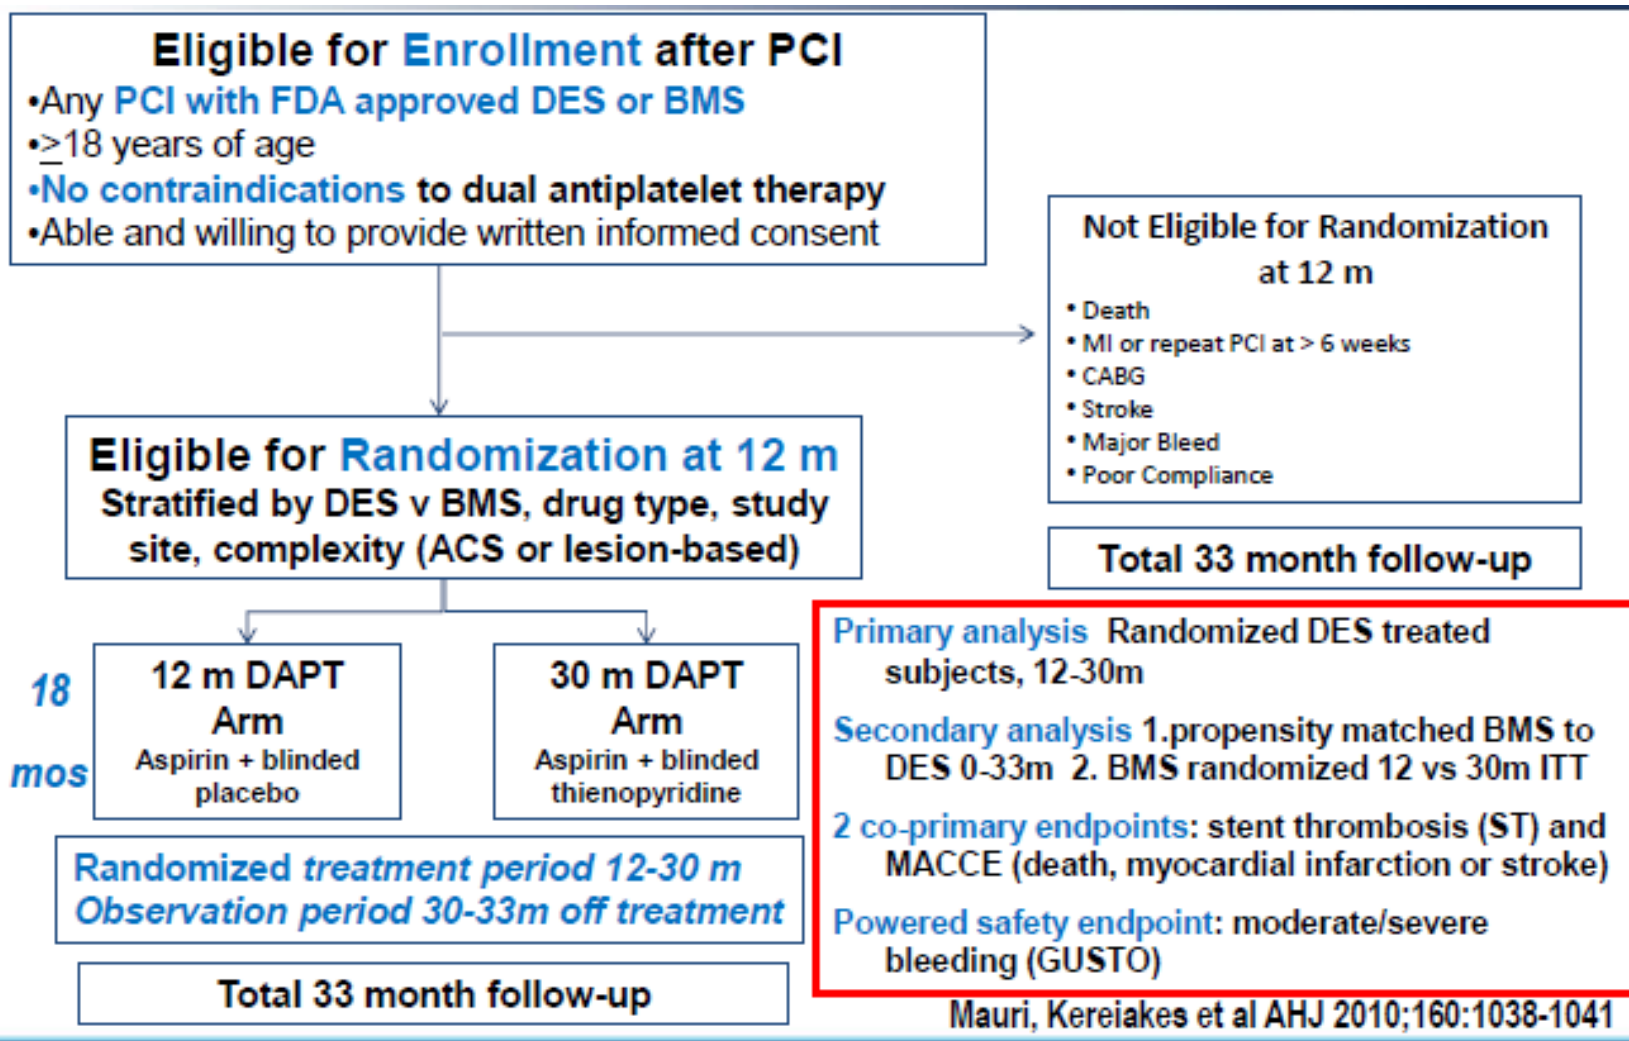 Eligible for Enrollment after PCI
•Any PCI with FDA approved DES or BMS
•≥18 years of age
•No contraindications to dual antiplatelet therapy
•Able and willing to provide written informed consent
Not Eligible for Randomization
at 12 m
• Death
• MI or repeat PCI at > 6 weeks
• CABG
• Stroke
• Major Bleed
• Poor Compliance
Total 33 month follow-up
Eligible for Randomization at 12 m
Stratified by DES v BMS, drug type, study
site, complexity (ACS or lesion-based)
18
mos
12 m DAPT
Arm
Aspirin + blinded
placebo
30 m DAPT
Arm
Aspirin + blinded
thienopyridine
Randomized treatment period 12-30 m
Observation period 30-33m off treatment
Total 33 month follow-up
Primary analysis Randomized DES treated
subjects, 12-30m
Secondary analysis 1.propensity matched BMS to
DES 0-33m 2. BMS randomized 12 vs 30m ITT
2 co-primary endpoints: stent thrombosis (ST) and
MACCE (death, myocardial infarction or stroke)
Powered safety endpoint: moderate/severe
bleeding (GUSTO)
Mauri, Kereiakes et al AHJ 2010;160:1038-1041